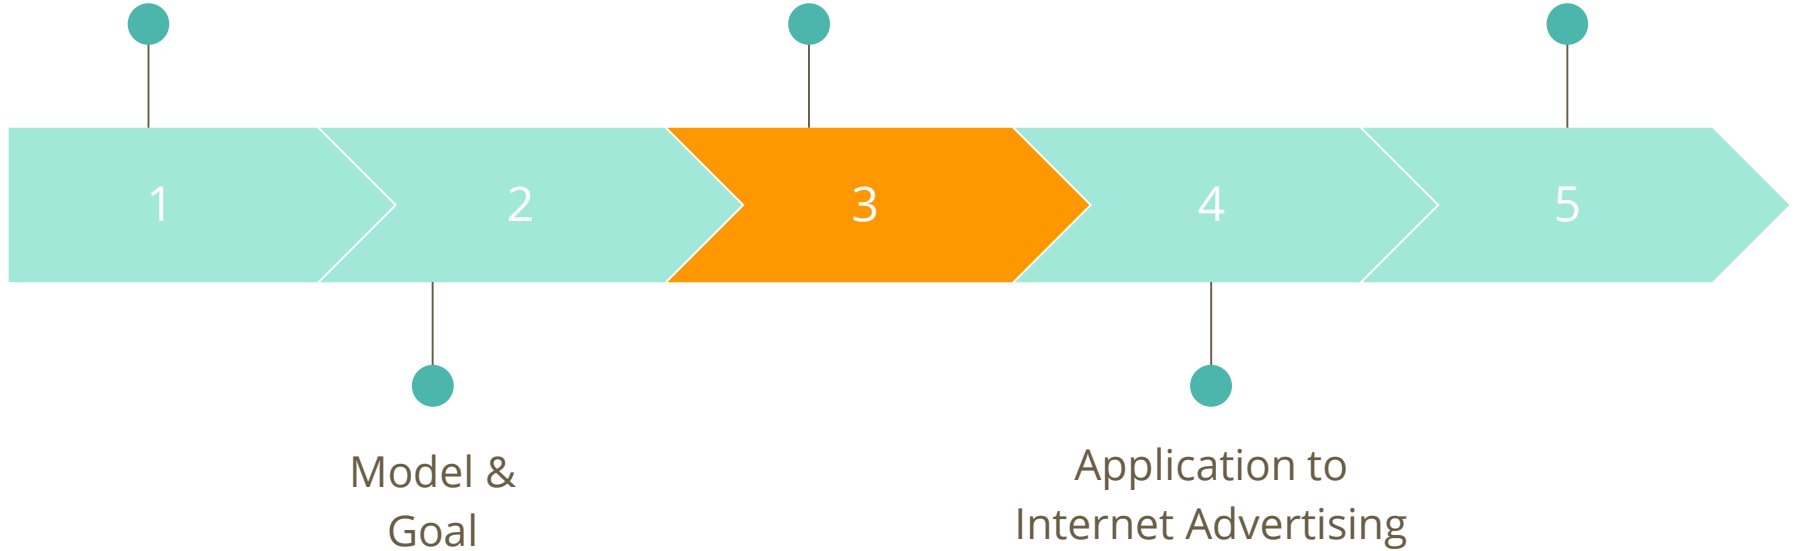 1 2 3 4 5
Model &
Goal
Application to
Internet Advertising